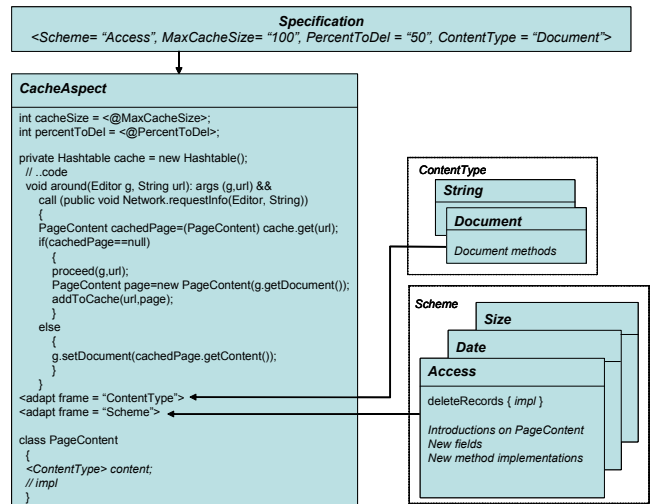 Specification
<Scheme= “Access”, MaxCacheSize= “100”, PercentToDel = “50”, ContentType = “Document”>
CacheAspect
int cacheSize = <@MaxCacheSize>;
int percentToDel = <@PercentToDel>;
private Hashtable cache = new Hashtable();
// ..code
void around(Editor g, String url): args (g,url) &&
call (public void Network.requestInfo(Editor, String))
{
PageContent cachedPage=(PageContent) cache.get(url);
if(cachedPage==null)
{
proceed(g,url);
PageContent page=new PageContent(g.getDocument());
addToCache(url,page);
}
else
{
g.setDocument(cachedPage.getContent());
}
}
<adapt frame = “ContentType”>
<adapt frame = “Scheme”>
class PageContent
{
<ContentType> content;
// impl
}
ContentType
String
Document
Document methods
Scheme
Size
Date
Access
deleteRecords { impl }
Introductions on PageContent
New fields
New method implementations